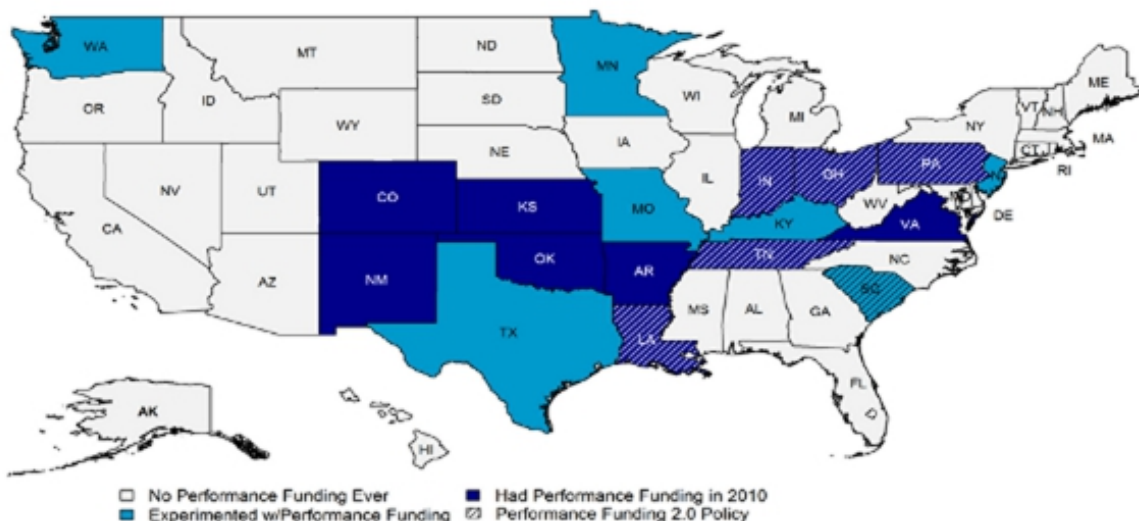 WA
MT
ND
MN
OR
ID
SD
WI
MI
ME
VT
NH
WY
NY
MA
IA
NE
CT
RI
NV
UT
CO
KS
MO
IL
IN
OH
PA
NJ
CA
KY
WV
VA
DE
AZ
NM
OK
AR
TN
NC
SC
TX
MS
AL
GA
LA
FL
AK
HI
No Performance Funding Ever
Had Performance Funding in 2010
Experimented w/Performance Funding
Performance Funding 2.0 Policy